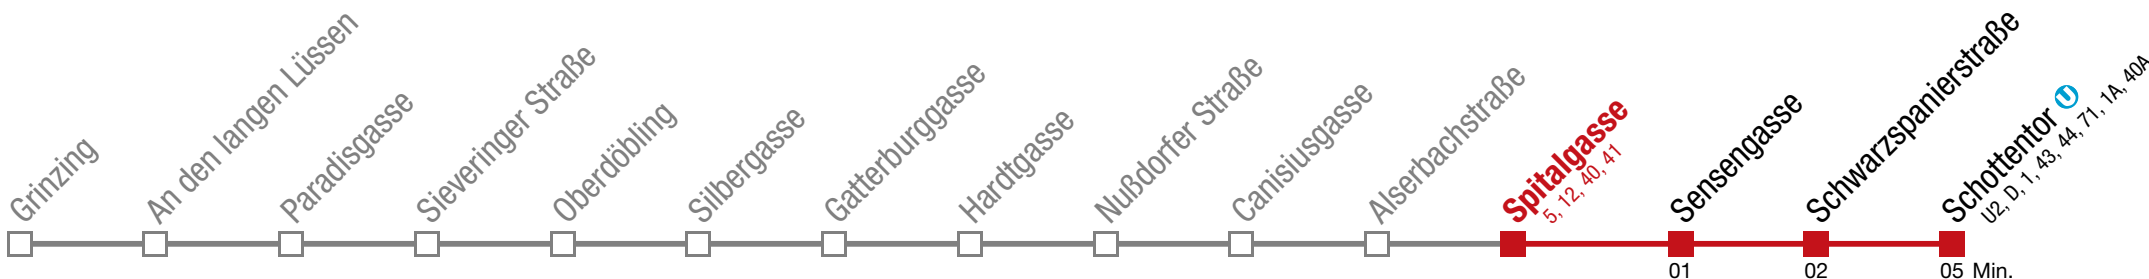 Grinzing
An den langen Lüssen
Paradisgasse
Sieveringer Straße
Oberdöbling
Silbergasse
Gatterburggasse
Hardtgasse
Nußdorfer Straße
Canisiusgasse
Alserbachstraße
Spitalgasse
5, 12, 40, 41
Sensengasse
Schwarzspanierstraße
Schottentor U
U2, D, 1, 43, 44, 71, 1A, 40A
01 02 05 Min.